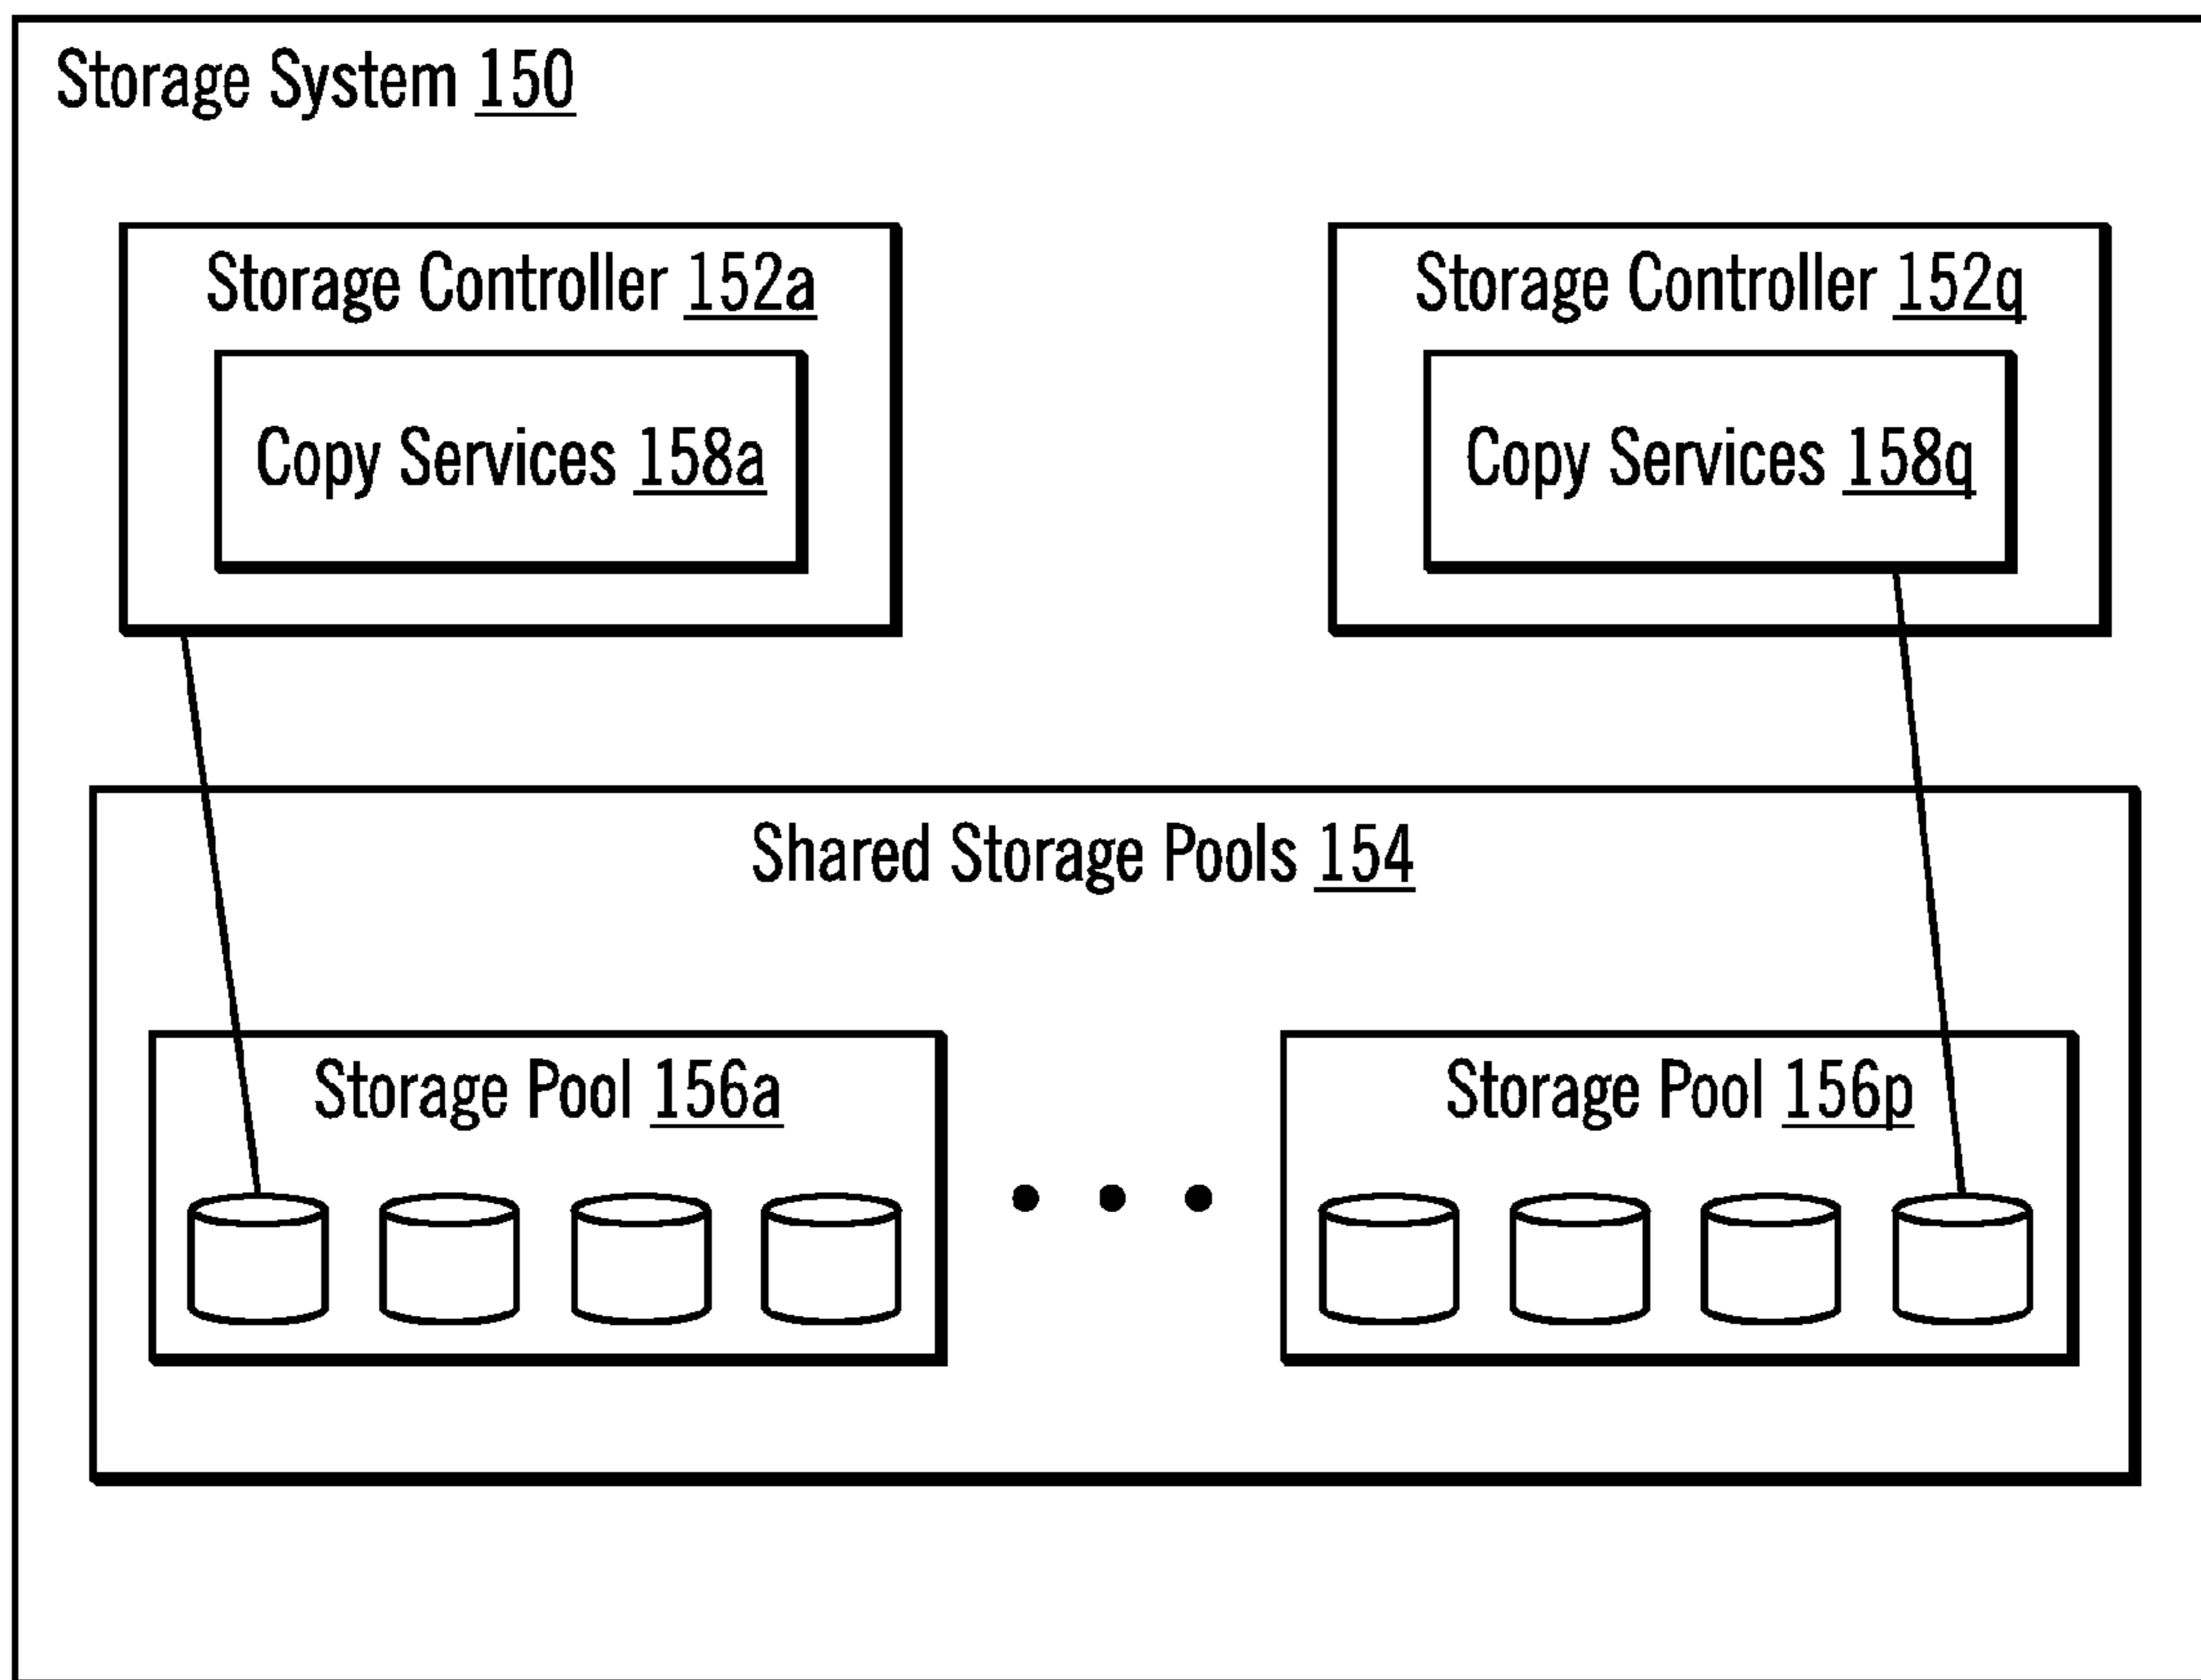 Storage System 150
Storage Controller 152a
Storage Controller 152q
Copy Services 158a
Copy Services 158q
Shared Storage Pools 154
Storage Pool 156a
Storage Pool 156p